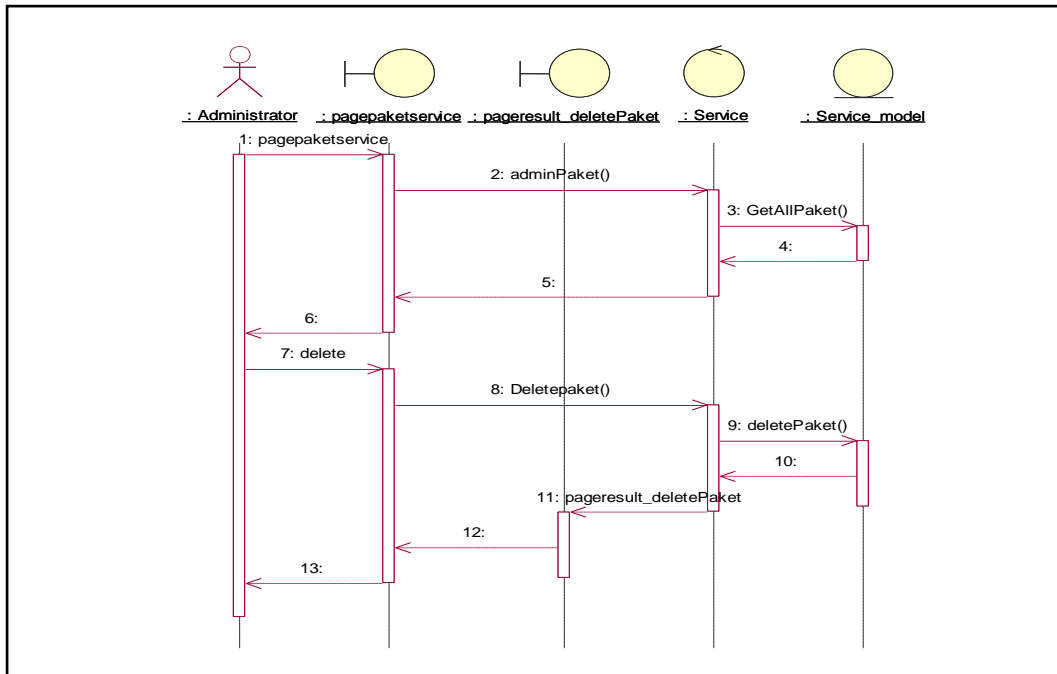 : Administrator
: pagepaketservice
: pageresult_deletePaket
: Service
: Service_model
1: pagepaketservice
2: adminPaket()
3: GetAllPaket()
4:
5:
6:
7: delete
8: Deletepaket()
9: deletePaket()
10:
11: pageresult_deletePaket
12:
13: